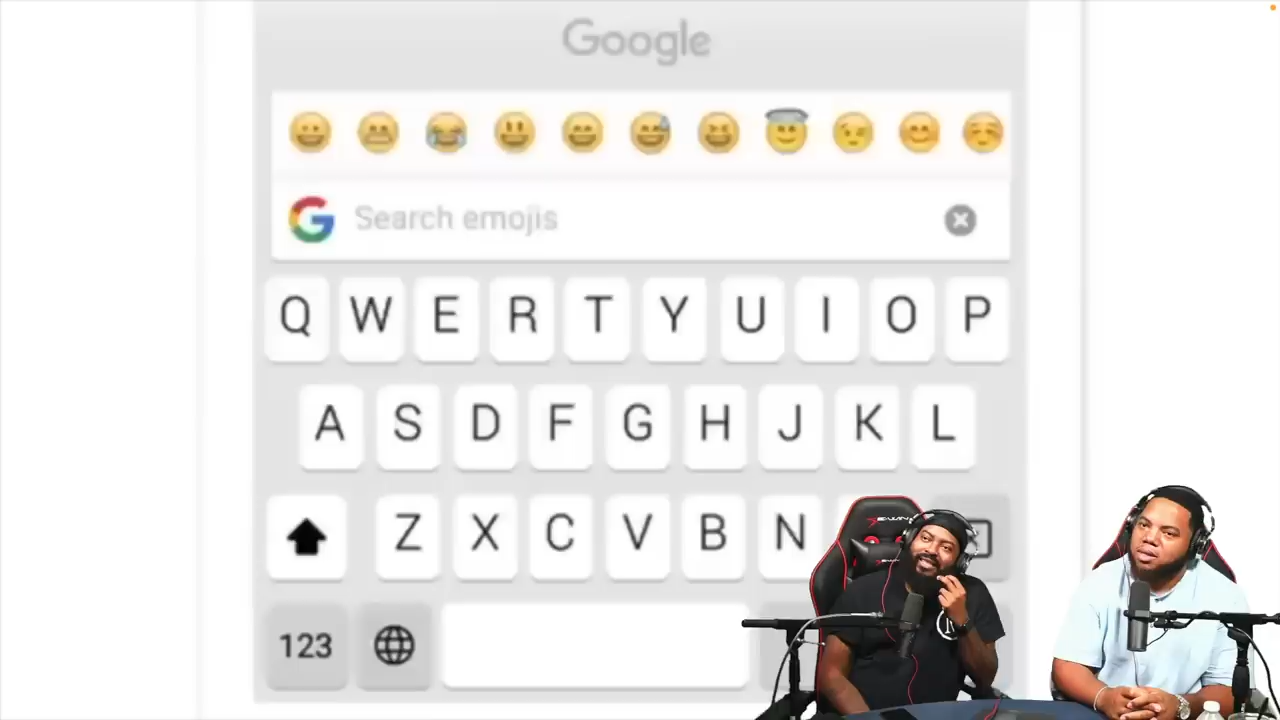 Google
Search emojis
Q W E R T Y U I O P
A S D F G H J K L
Z X C V B N
123